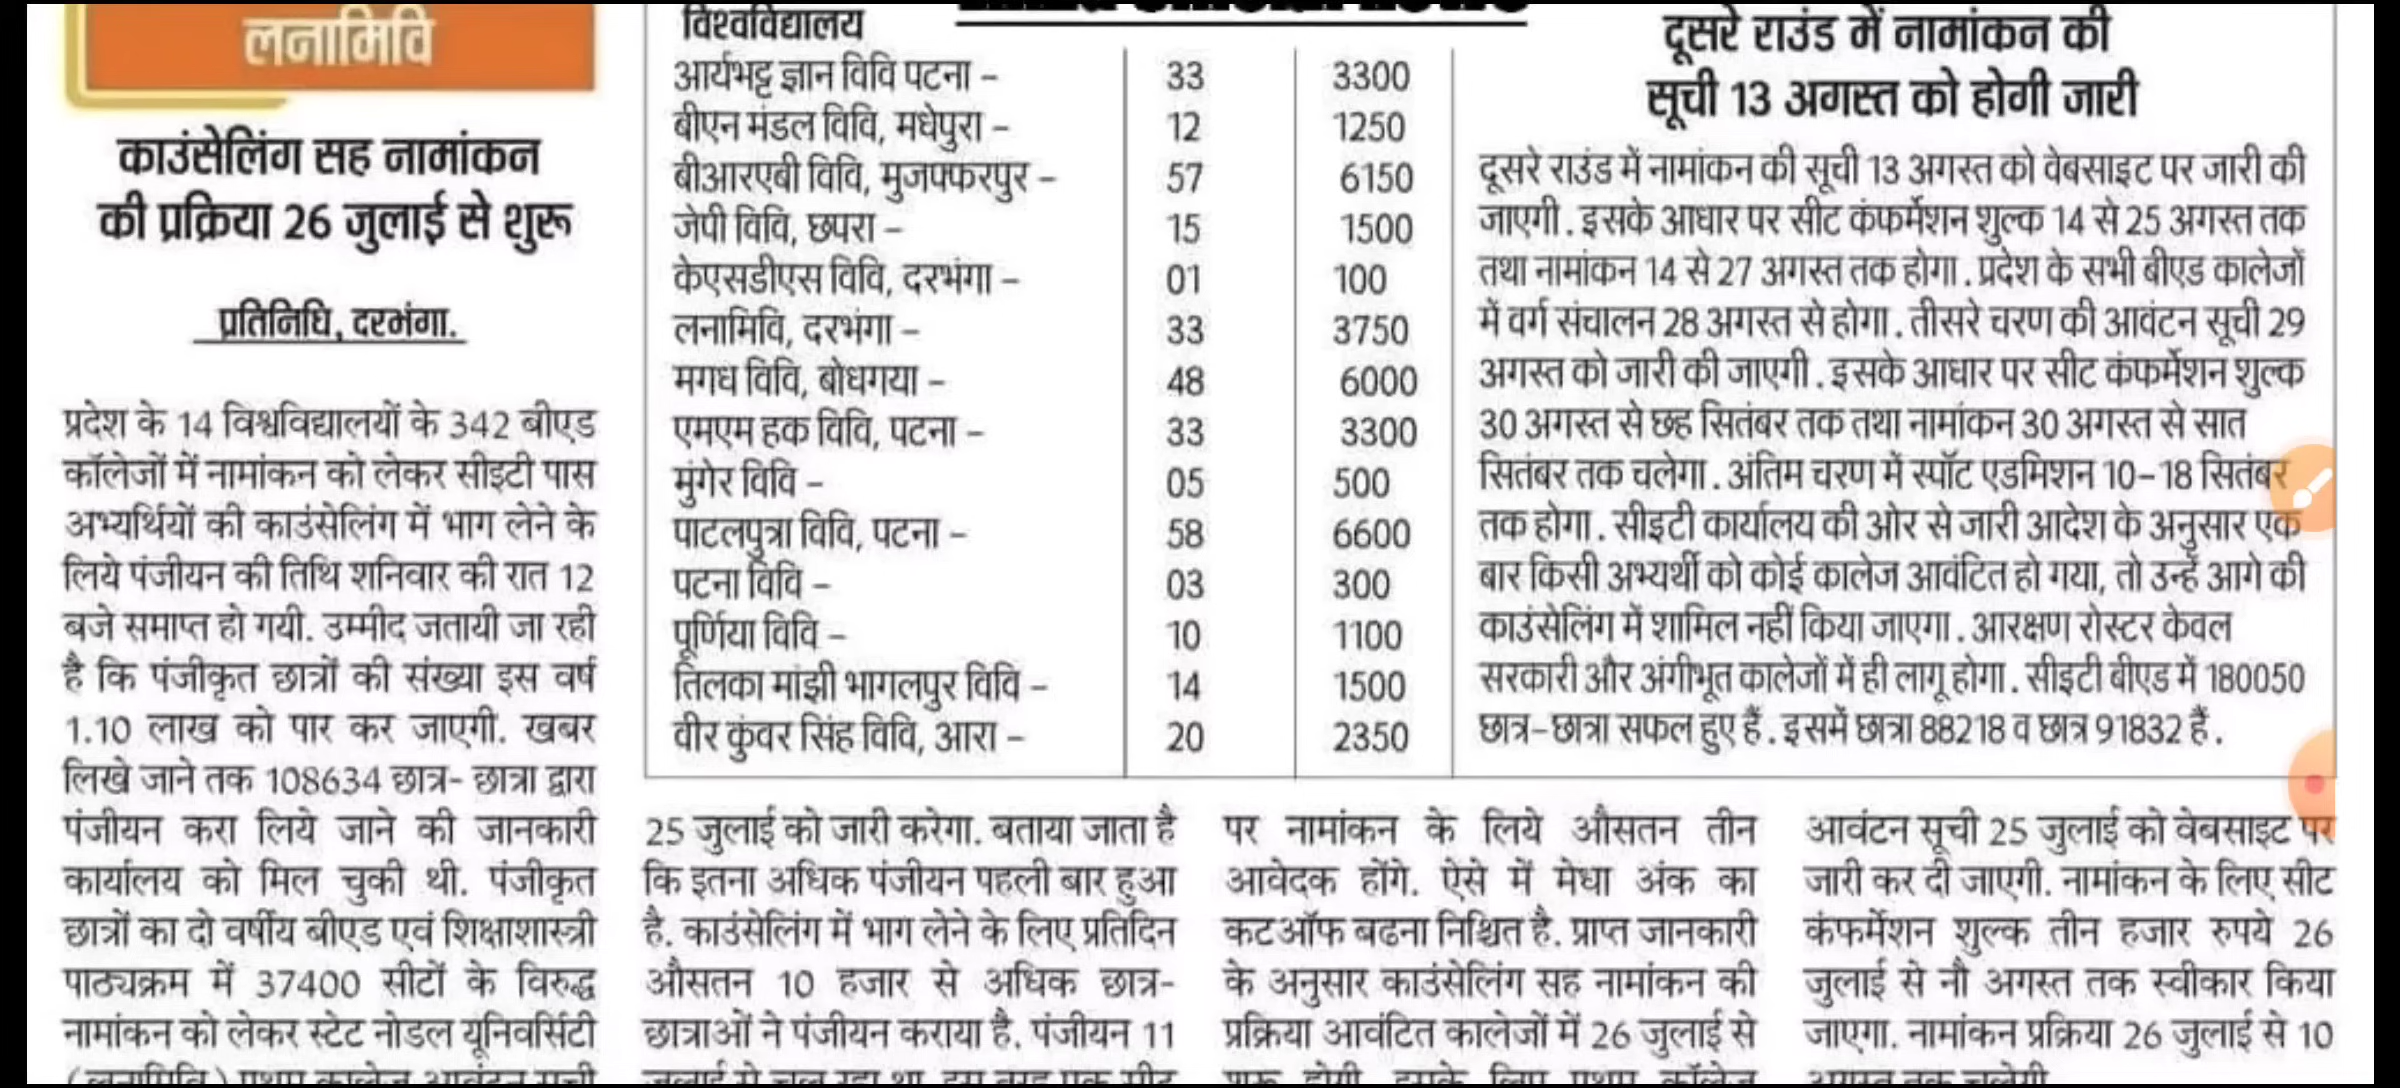 लनामिवि
काउंसेलिंग सह नामांकन
की प्रक्रिया 26 जुलाई से शुरू
प्रतिनिधि, दरभंगा.
प्रदेश के 14 विश्वविद्यालयों के 342 बीएड
कॉलेजों में नामांकन को लेकर सीइटी पास
अभ्यर्थियों की काउंसेलिंग में भाग लेने के
लिये पंजीयन की तिथि शनिवार की रात 12
बजे समाप्त हो गयी. उम्मीद जतायी जा रही
है कि पंजीकृत छात्रों की संख्या इस वर्ष
1.10 लाख को पार कर जाएगी. खबर
लिखे जाने तक 108634 छात्र- छात्रा द्वारा
पंजीयन करा लिये जाने की जानकारी
कार्यालय को मिल चुकी थी. पंजीकृत
छात्रों का दो वर्षीय बीएड एवं शिक्षाशास्त्री
पाठ्यक्रम में 37400 सीटों के विरुद्ध
नामांकन को लेकर स्टेट नोडल यूनिवर्सिटी
विश्वविद्यालय
आर्यभट्ट ज्ञान विवि पटना – 33 3300
बीएन मंडल विवि, मधेपुरा – 12 1250
बीआरएबी विवि, मुजफ्फरपुर – 57 6150
जेपी विवि, छपरा – 15 1500
केएसडीएस विवि, दरभंगा – 01 100
लनामिवि, दरभंगा – 33 3750
मगध विवि, बोधगया – 48 6000
एमएम हक विवि, पटना – 33 3300
मुंगेर विवि – 05 500
पाटलपुत्रा विवि, पटना – 58 6600
पटना विवि – 03 300
पूर्णिया विवि – 10 1100
तिलका मांझी भागलपुर विवि – 14 1500
वीर कुंवर सिंह विवि, आरा – 20 2350
दूसरे राउंड में नामांकन की
सूची 13 अगस्त को होगी जारी
दूसरे राउंड में नामांकन की सूची 13 अगस्त को वेबसाइट पर जारी की
जाएगी. इसके आधार पर सीट कंफर्मेशन शुल्क 14 से 25 अगस्त तक
तथा नामांकन 14 से 27 अगस्त तक होगा. प्रदेश के सभी बीएड कालेजों
में वर्ग संचालन 28 अगस्त से होगा. तीसरे चरण की आवंटन सूची 29
अगस्त को जारी की जाएगी. इसके आधार पर सीट कंफर्मेशन शुल्क
30 अगस्त से छह सितंबर तक तथा नामांकन 30 अगस्त से सात
सितंबर तक चलेगा. अंतिम चरण में स्पॉट एडमिशन 10-18 सितंबर
तक होगा. सीइटी कार्यालय की ओर से जारी आदेश के अनुसार एक
बार किसी अभ्यर्थी को कोई कालेज आवंटित हो गया, तो उन्हें आगे की
काउंसेलिंग में शामिल नहीं किया जाएगा. आरक्षण रोस्टर केवल
सरकारी और अंगीभूत कालेजों में ही लागू होगा. सीइटी बीएड में 180050
छात्र-छात्रा सफल हुए हैं. इसमें छात्रा 88218 व छात्र 91832 हैं.
25 जुलाई को जारी करेगा. बताया जाता है
कि इतना अधिक पंजीयन पहली बार हुआ
है. काउंसेलिंग में भाग लेने के लिए प्रतिदिन
औसतन 10 हजार से अधिक छात्र-
छात्राओं ने पंजीयन कराया है. पंजीयन 11
पर नामांकन के लिये औसतन तीन
आवेदक होंगे. ऐसे में मेधा अंक का
कटऑफ बढना निश्चित है. प्राप्त जानकारी
के अनुसार काउंसेलिंग सह नामांकन की
प्रक्रिया आवंटित कालेजों में 26 जुलाई से
आवंटन सूची 25 जुलाई को वेबसाइट पर
जारी कर दी जाएगी. नामांकन के लिए सीट
कंफर्मेशन शुल्क तीन हजार रुपये 26
जुलाई से नौ अगस्त तक स्वीकार किया
जाएगा. नामांकन प्रक्रिया 26 जुलाई से 10